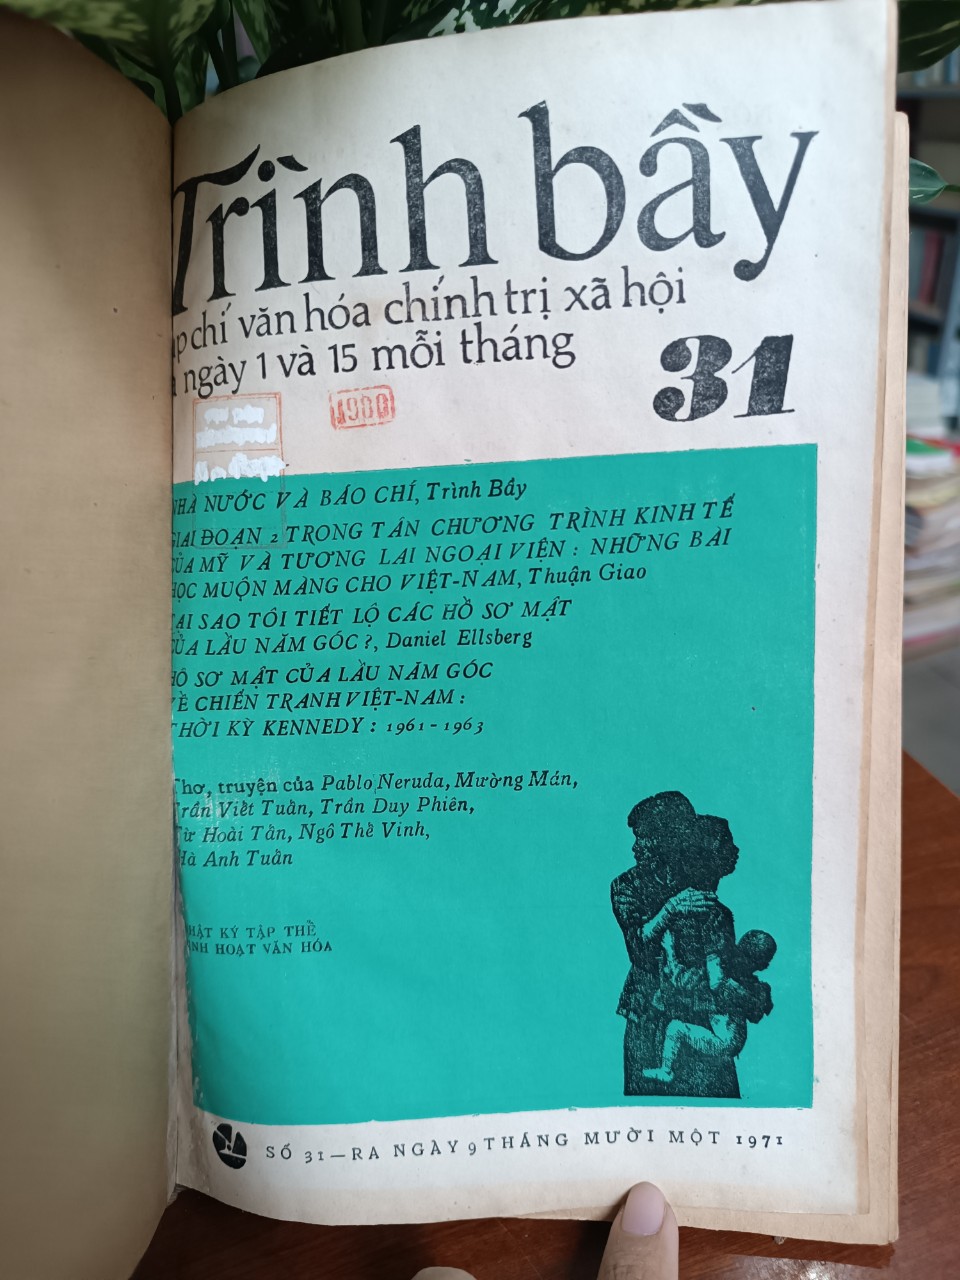 Trình bầy
chí văn hóa chính trị xã hội
ngày 1 và 15 mỗi tháng
31
1980
NHÀ NƯỚC VÀ BÁO CHÍ, Trình Bầy
GIAI ĐOẠN 2 TRONG TÂN CHƯƠNG TRÌNH KINH TẾ
CỦA MỸ VÀ TƯƠNG LAI NGOẠI VIỆN : NHỮNG BÀI
HỌC MUỘN MÀNG CHO VIỆT-NAM, Thuận Giao
TẠI SAO TÔI TIẾT LỘ CÁC HỒ SƠ MẬT
CỦA LẦU NĂM GÓC ?, Daniel Ellsberg
HỒ SƠ MẬT CỦA LẦU NĂM GÓC
VỀ CHIẾN TRANH VIỆT-NAM :
THỜI KỲ KENNEDY : 1961 - 1963
Thơ, truyện của Pablo Neruda, Mường Mán,
Trần Viết Tuấn, Trần Duy Phiên,
Từ Hoài Tấn, Ngô Thế Vinh,
Hà Anh Tuấn
NHẬT KÝ TẬP THỂ
SINH HOẠT VĂN HÓA
SỐ 31 — RA NGÀY 9 THÁNG MƯỜI MỘT 1971